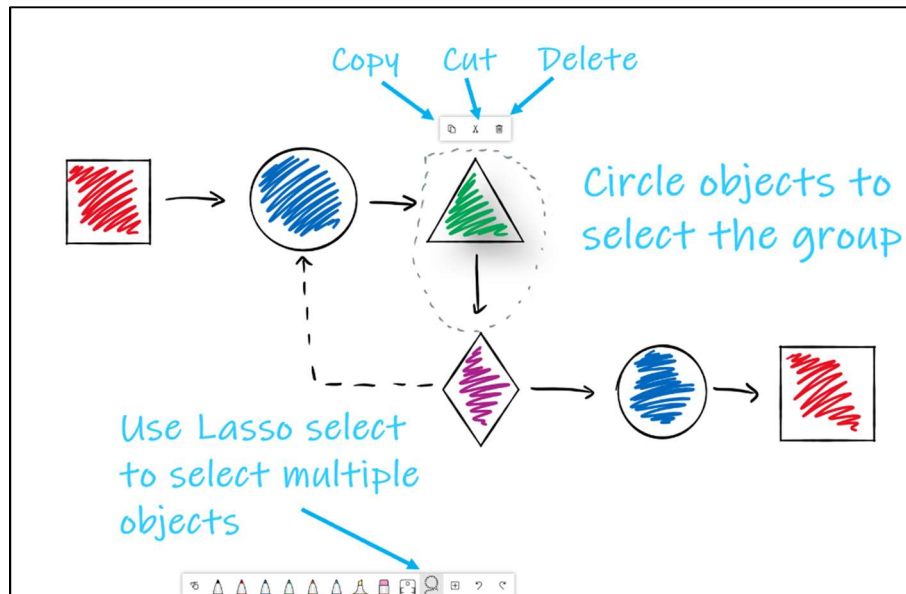 Copy Cut Delete
Circle objects to
select the group
Use Lasso select
to select multiple
objects